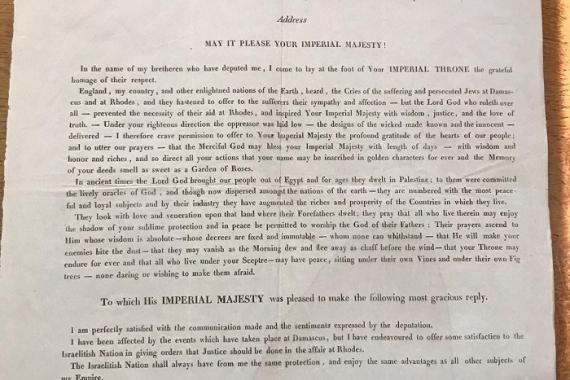 Address
MAY IT PLEASE YOUR IMPERIAL MAJESTY!
In the name of my bretheren who have deputed me, I come to lay at the foot of Your IMPERIAL THRONE the grateful
homage of their respect.
England, my country, and other enlightned nations of the Earth, heard, the Cries of the suffering and persecuted Jews at Damas-
cus and at Rhodes, and they hastened to offer to the sufferers their sympathy and affection — but the Lord God who ruleth over
all — prevented the necessity of their aid at Rhodes, and inspired Your Imperial Majesty with wisdom, justice, and the love of
truth. — Under your righteous direction the oppressor was laid low — the designs of the wicked made known and the innocent —
delivered — I therefore crave permission to offer to Your Imperial Majesty the profound gratitude of the hearts of our people;
and to utter our prayers — that the Merciful God may bless your Imperial Majesty with length of days — with wisdom and
honor and riches, and so direct all your actions that your name may be inscribed in golden characters for ever and the Memory
of your deeds smell as sweet as a Garden of Roses.
In ancient times the Lord God brought our people out of Egypt and for ages they dwelt in Palestine; to them were committed
the lively oracles of God, and though now dispersed amongst the nations of the earth — they are numbered with the most peace-
ful and loyal subjects and by their industry they have augmented the riches and prosperity of the Countries in which they live.
They look with love and veneration upon that land where their Forefathers dwelt; they pray that all who live therein may enjoy
the shadow of your sublime protection and in peace be permitted to worship the God of their Fathers: Their prayers ascend to
Him whose wisdom is absolute — whose decrees are fixed and immutable — whom none can withstand — that He will make your
enemies bite the dust — that they may vanish as the Morning dew and flee away as chaff before the wind — that your Throne may
endure for ever and that all who live under your Sceptre — may have peace, sitting under their own Vines and under their own Fig
trees — none daring or wishing to make them afraid.
To which His IMPERIAL MAJESTY was pleased to make the following most gracious reply.
I am perfectly satisfied with the communication made and the sentiments expressed by the deputation.
I have been affected by the events which have taken place at Damascus, but I have endeavoured to offer some satisfaction to the
Israelitish Nation in giving orders that Justice should be done in the affair at Rhodes.
The Israelitish Nation shall always have from me the same protection, and enjoy the same advantages as all other subjects of
my Empire.